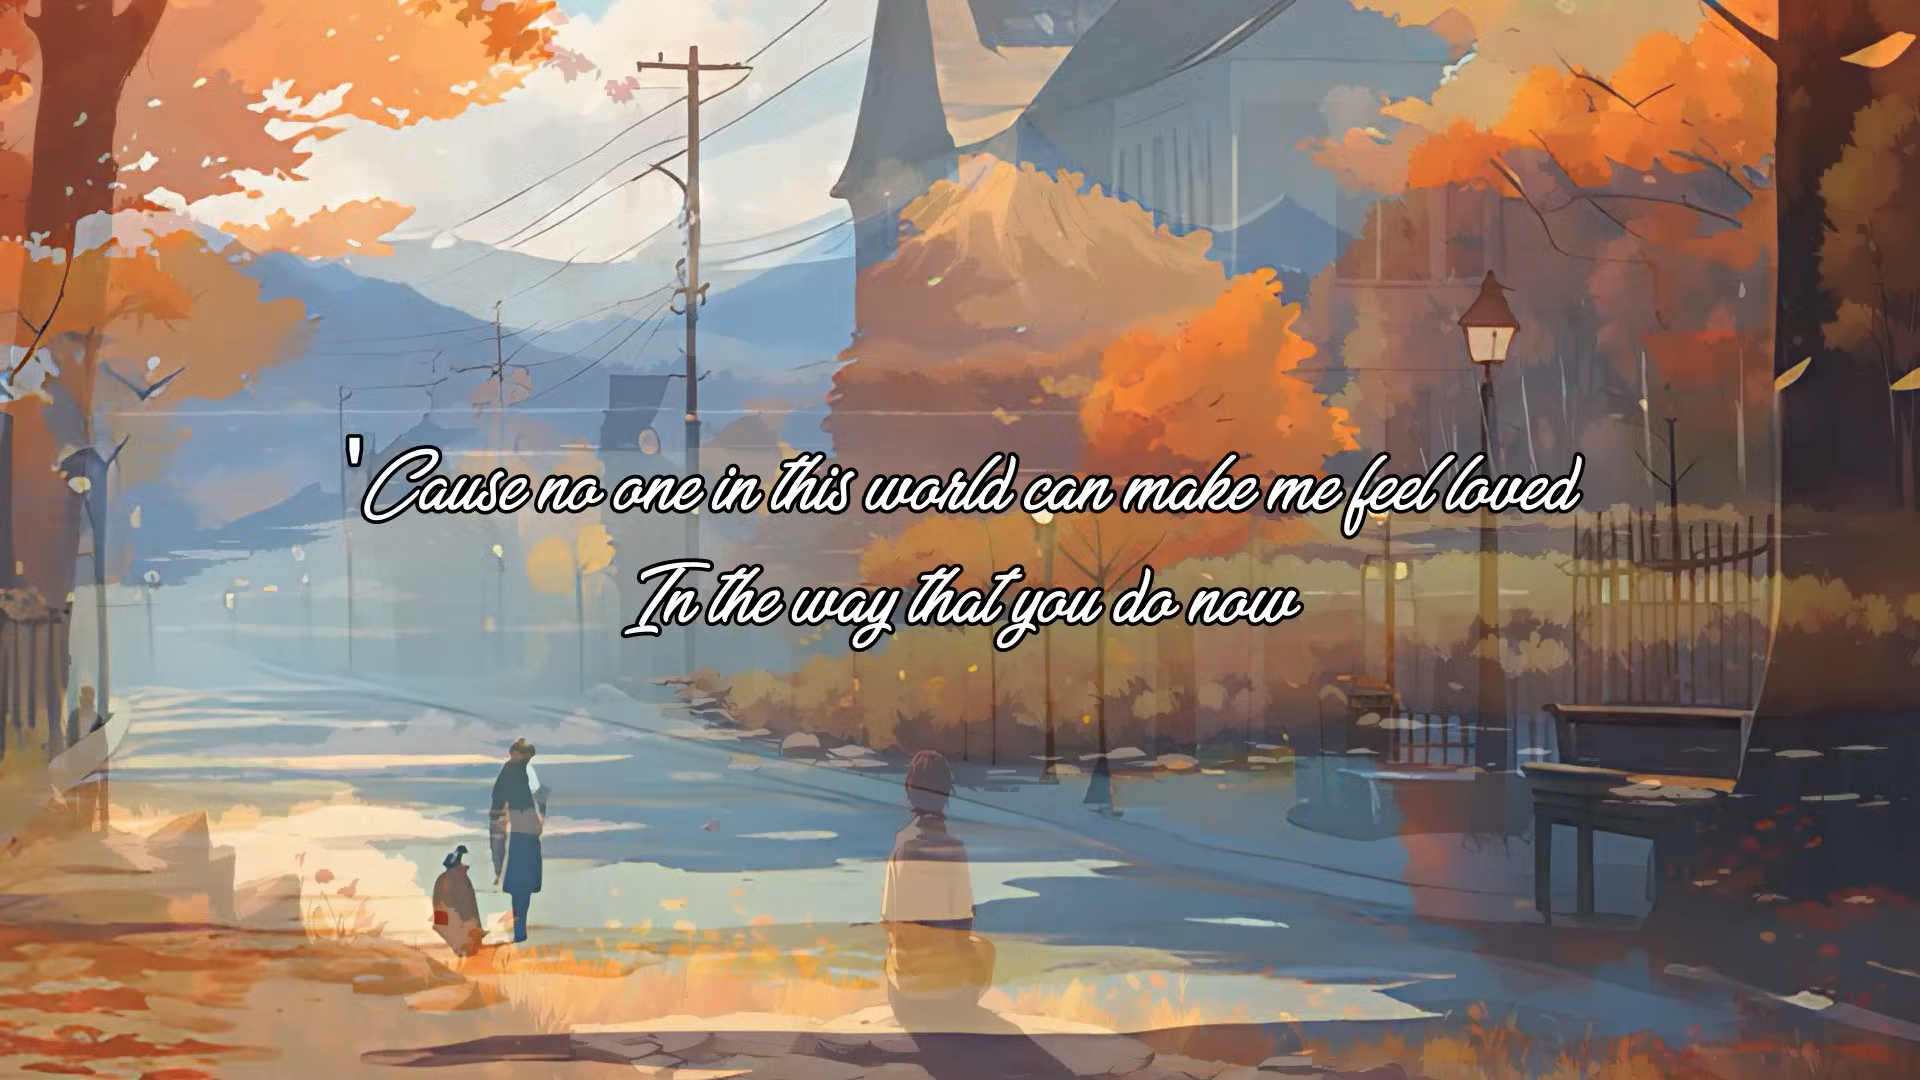 'Cause no one in this world can make me feel loved
In the way that you do now